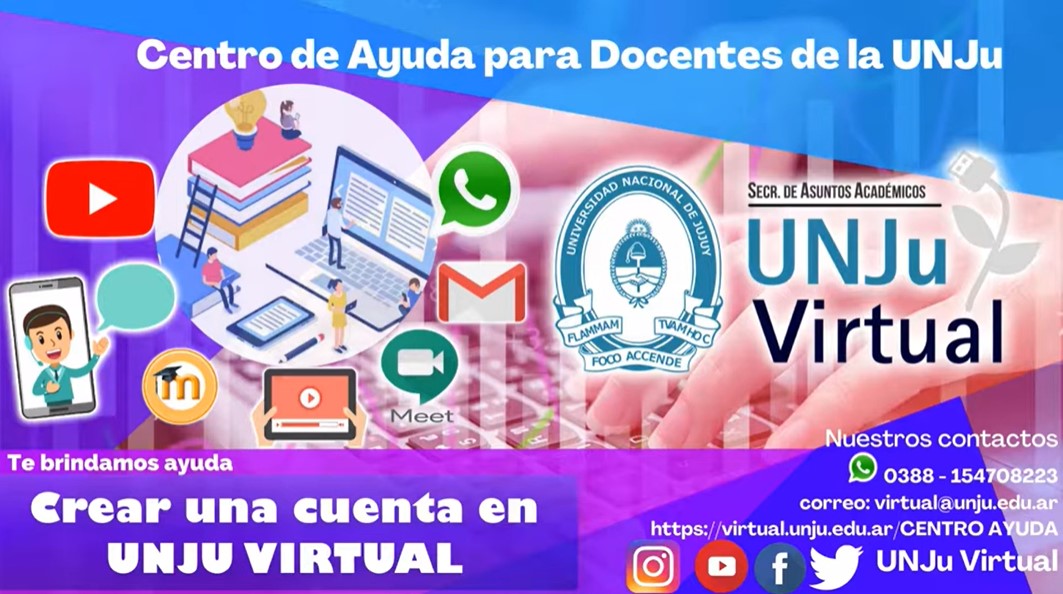 Centro de Ayuda para Docentes de la UNJu
UNIVERSIDAD NACIONAL DE JUJUY
FLAMMAM TVAM HOC
FOCO ACCENDE
SECR. DE ASUNTOS ACADÉMICOS
UNJu
Virtual
m
Meet
Te brindamos ayuda
Crear una cuenta en
UNJU VIRTUAL
Nuestros contactos
0388 - 154708223
correo: virtual@unju.edu.ar
https://virtual.unju.edu.ar/CENTRO AYUDA
f
UNJu Virtual